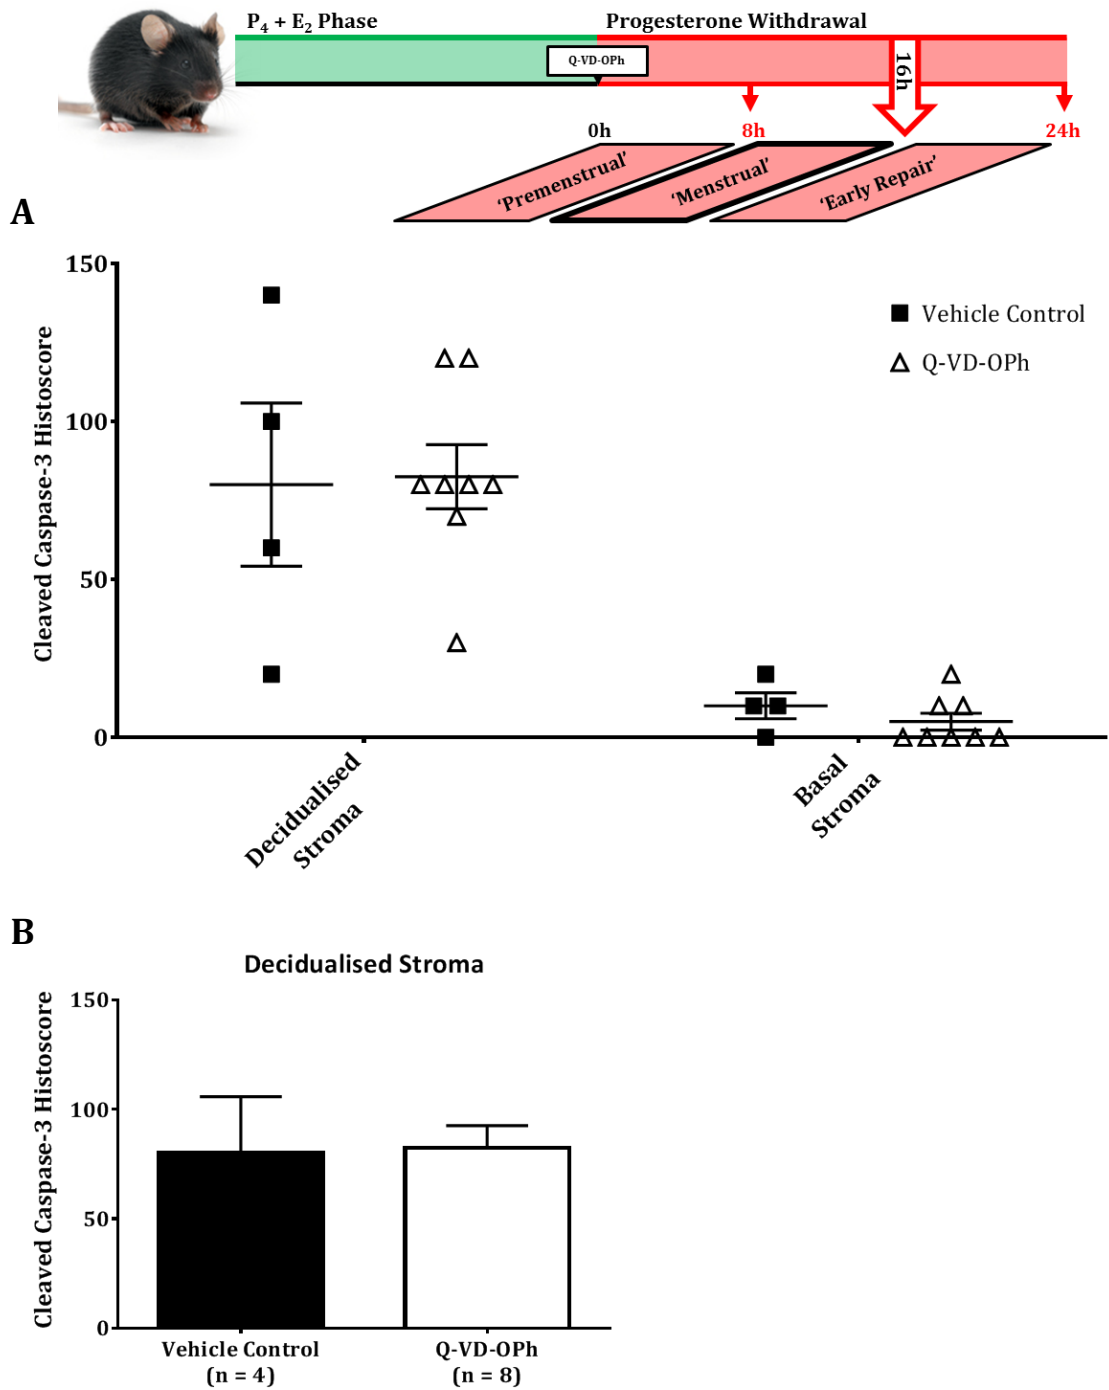 P4 + E2 Phase
Progesterone Withdrawal
Q-VD-OPh
16h
0h
8h
24h
'Premenstrual'
'Menstrual'
'Early Repair'
A
Cleaved Caspase-3 Histoscore
150
100
50
0
Vehicle Control
Q-VD-OPh
Decidualised
Stroma
Basal
Stroma
B
Decidualised Stroma
Cleaved Caspase-3 Histoscore
150
100
50
0
Vehicle Control
(n = 4)
Q-VD-OPh
(n = 8)